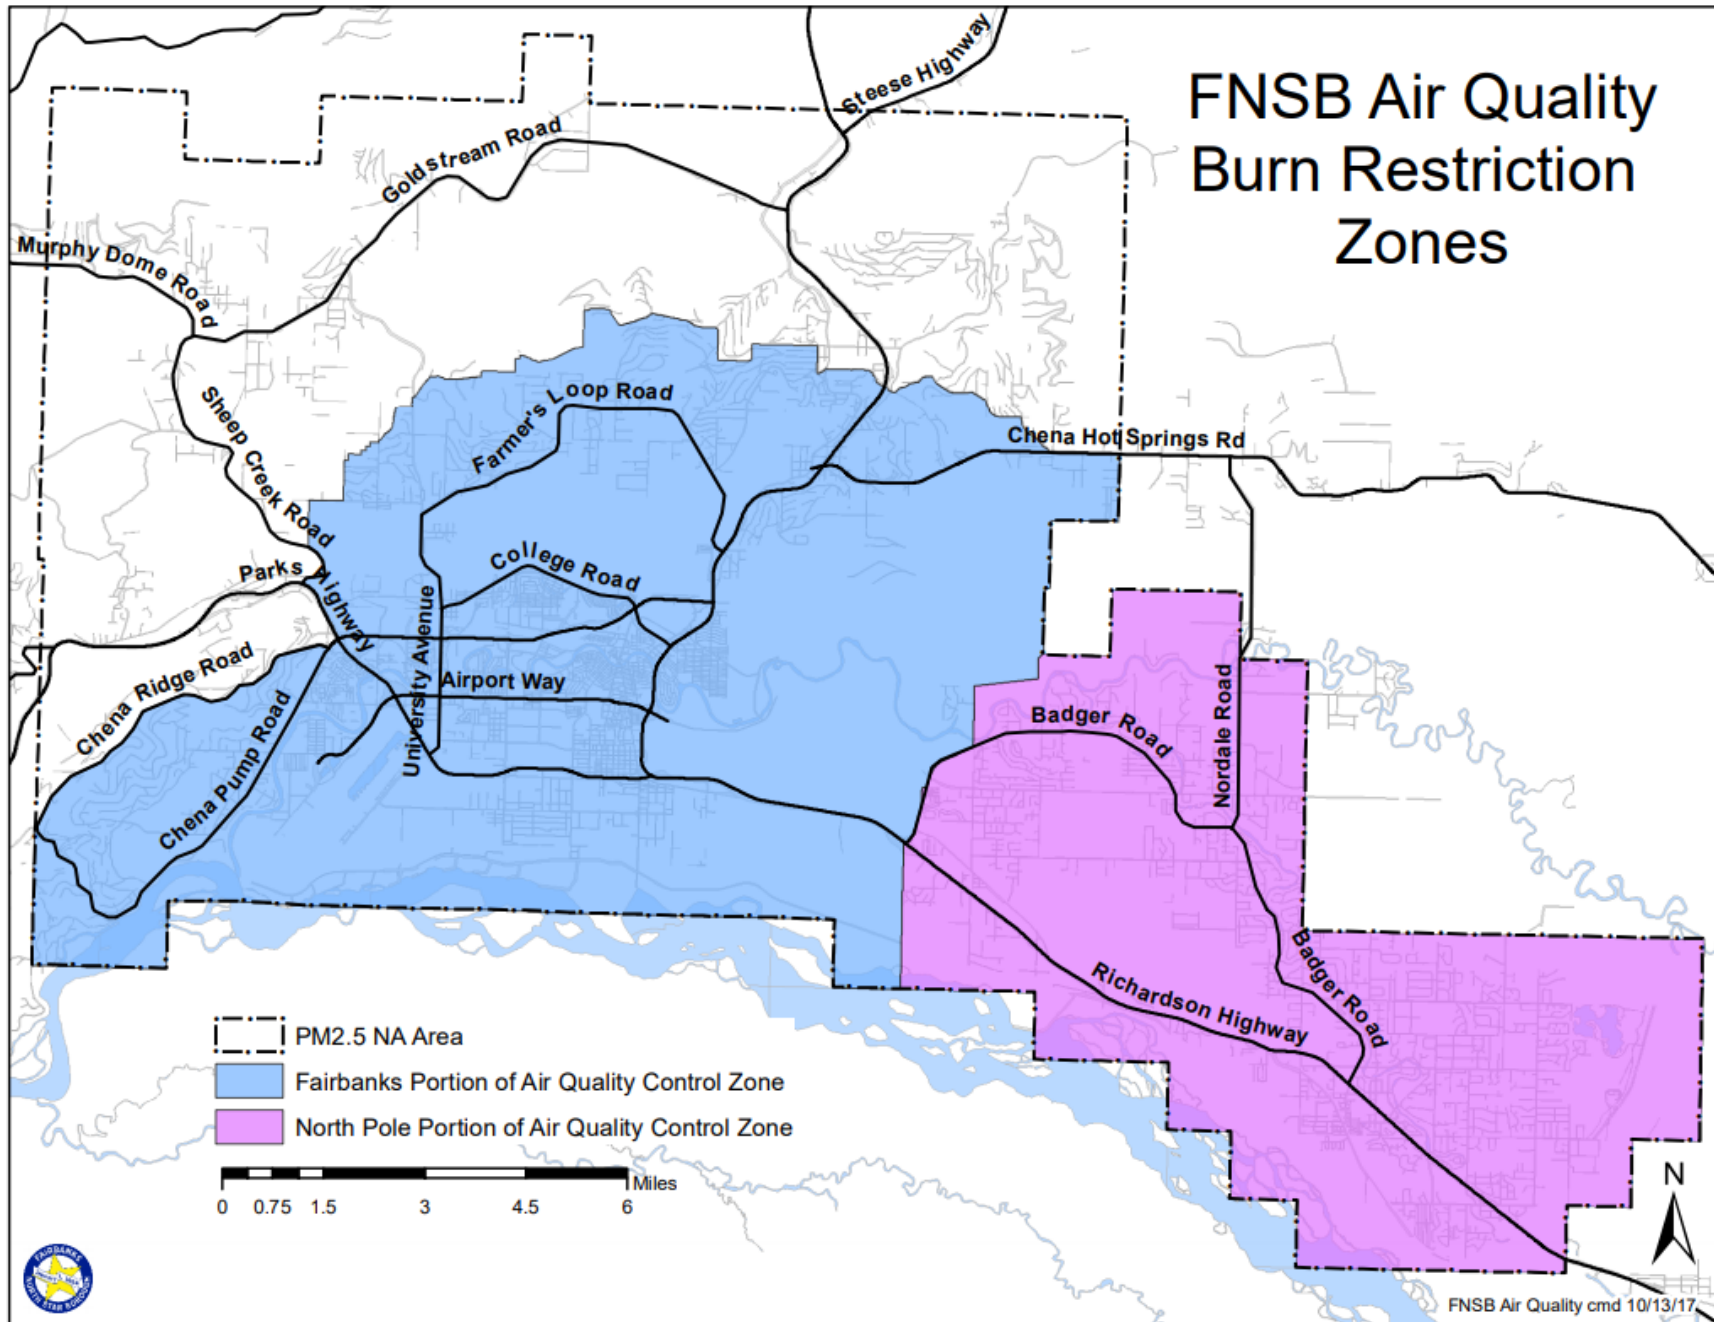 FNSB Air Quality
Burn Restriction
Zones
Steese Highway
Goldstream Road
Murphy Dome Road
Farmer's Loop Road
Sheep Creek Road
Chena Hot Springs Rd
College Road
Parks Highway
University Avenue
Chena Ridge Road
Airport Way
Chena Pump Road
Badger Road
Nordale Road
Badger Road
Richardson Highway
PM2.5 NA Area
Fairbanks Portion of Air Quality Control Zone
North Pole Portion of Air Quality Control Zone
Miles
0 0.75 1.5 3 4.5 6
N
FAIRBANKS
NORTH STAR BOROUGH
FNSB Air Quality cmd 10/13/17